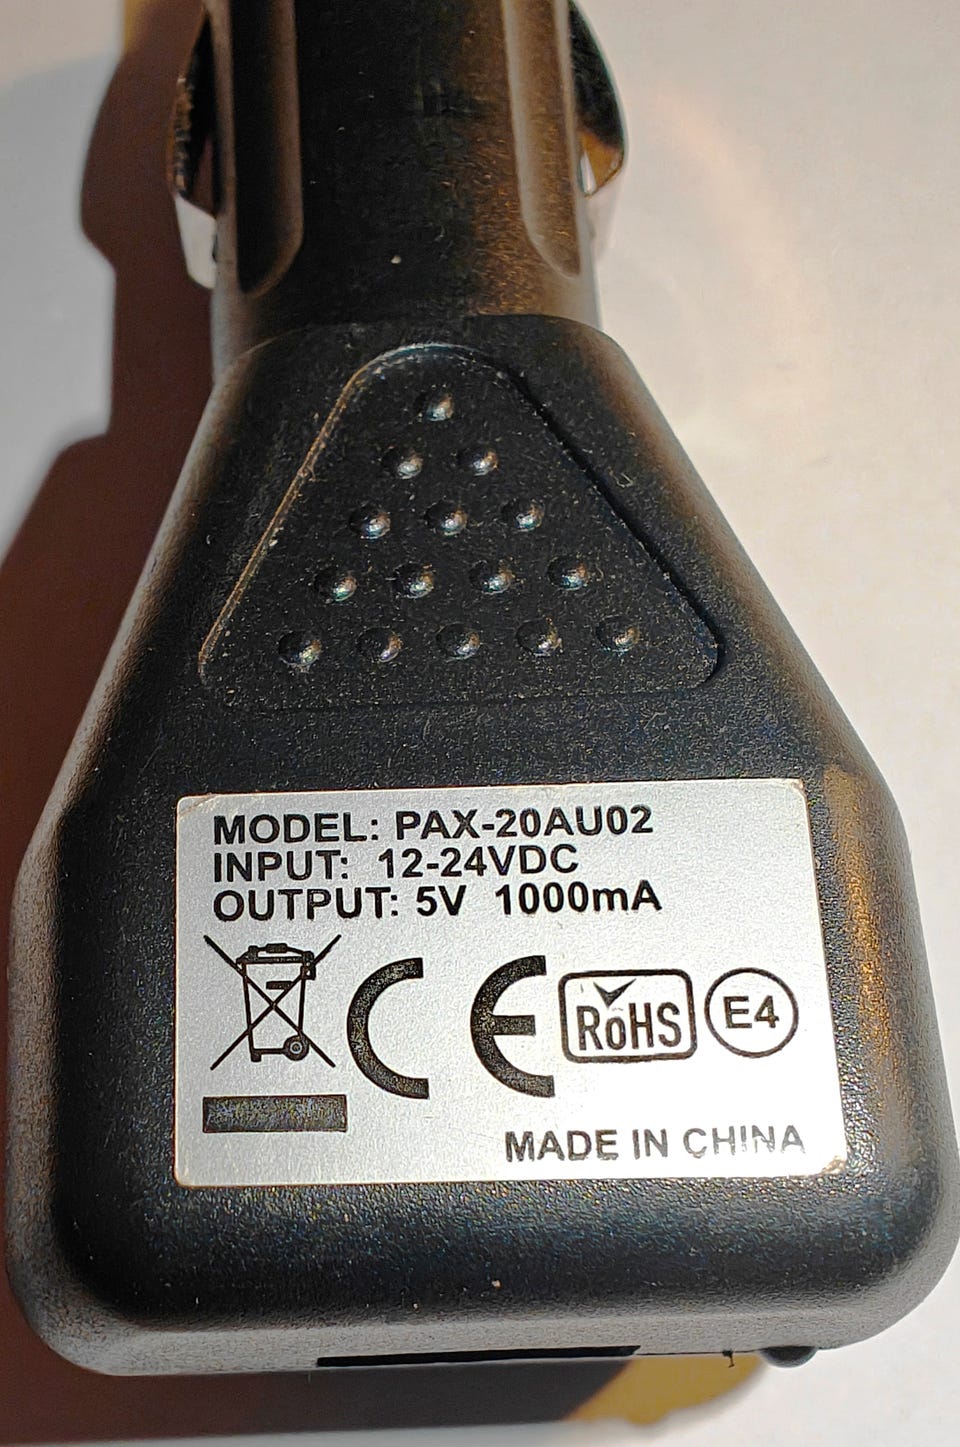 MODEL: PAX-20AU02
INPUT: 12-24VDC
OUTPUT: 5V 1000mA
CE RoHS E4
MADE IN CHINA